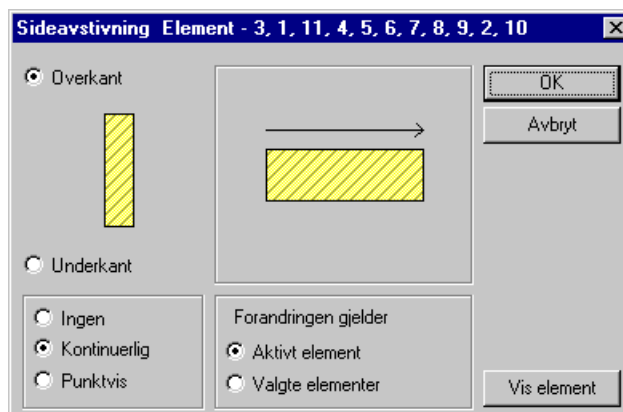 Sideavstivning Element - 3, 1, 11, 4, 5, 6, 7, 8, 9, 2, 10
Overkant
OK
Avbryt
Underkant
Ingen
Kontinuerlig
Punktvis
Forandringen gjelder
Aktivt element
Valgte elementer
Vis element